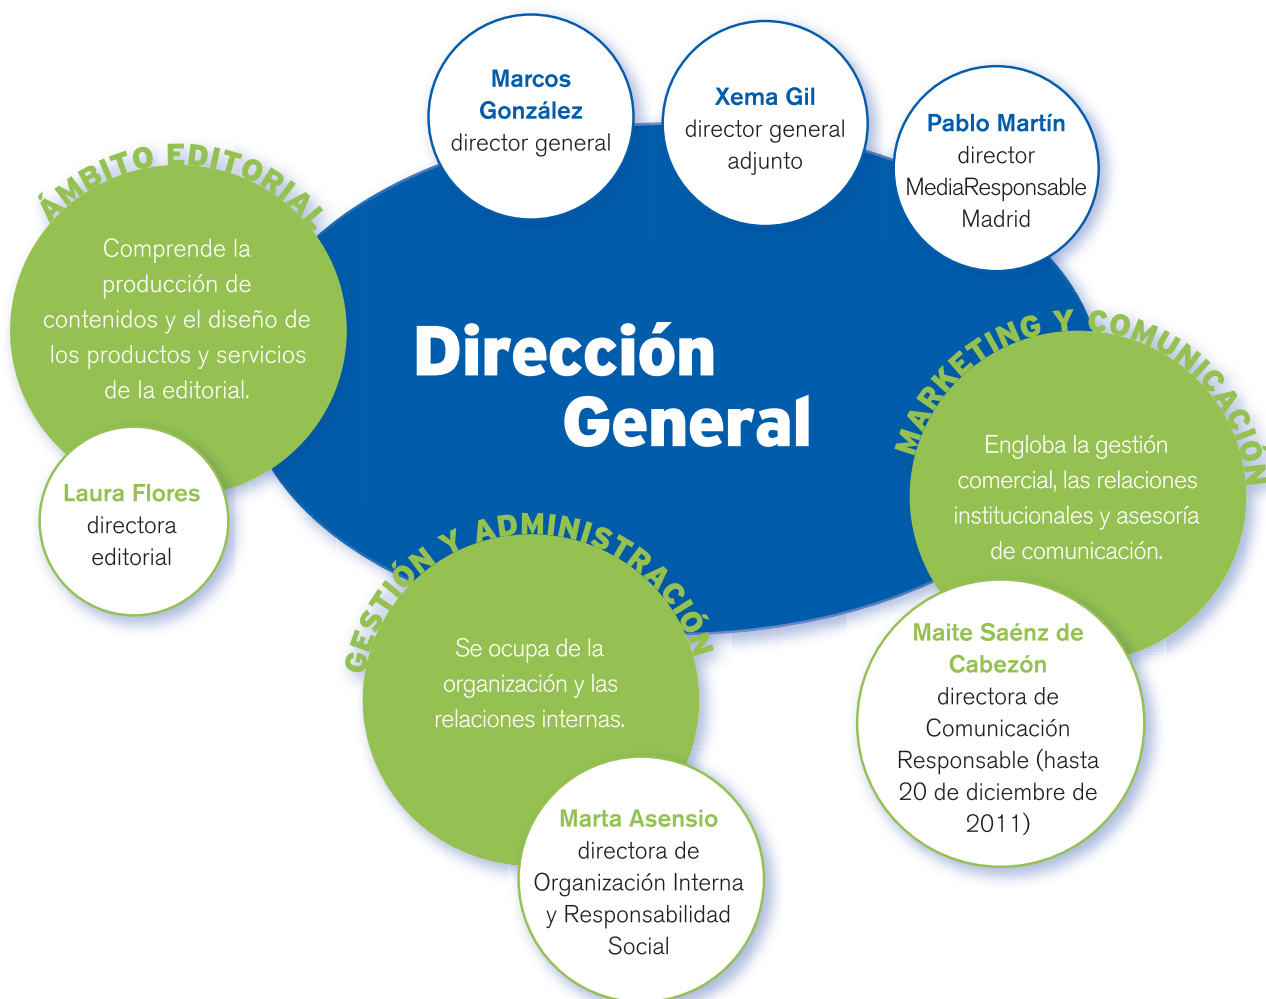 Marcos
González
director general
Xema Gil
director general
adjunto
Pablo Martín
director
MediaResponsable
Madrid
ÁMBITO EDITORIAL
Comprende la
producción de
contenidos y el diseño de
los productos y servicios
de la editorial.
Laura Flores
directora
editorial
Dirección
General
MARKETING Y COMUNICACIÓN
Engloba la gestión
comercial, las relaciones
institucionales y asesoría
de comunicación.
Maite Saénz de
Cabezón
directora de
Comunicación
Responsable (hasta
20 de diciembre de
2011)
GESTIÓN Y ADMINISTRACIÓN
Se ocupa de la
organización y las
relaciones internas.
Marta Asensio
directora de
Organización Interna
y Responsabilidad
Social